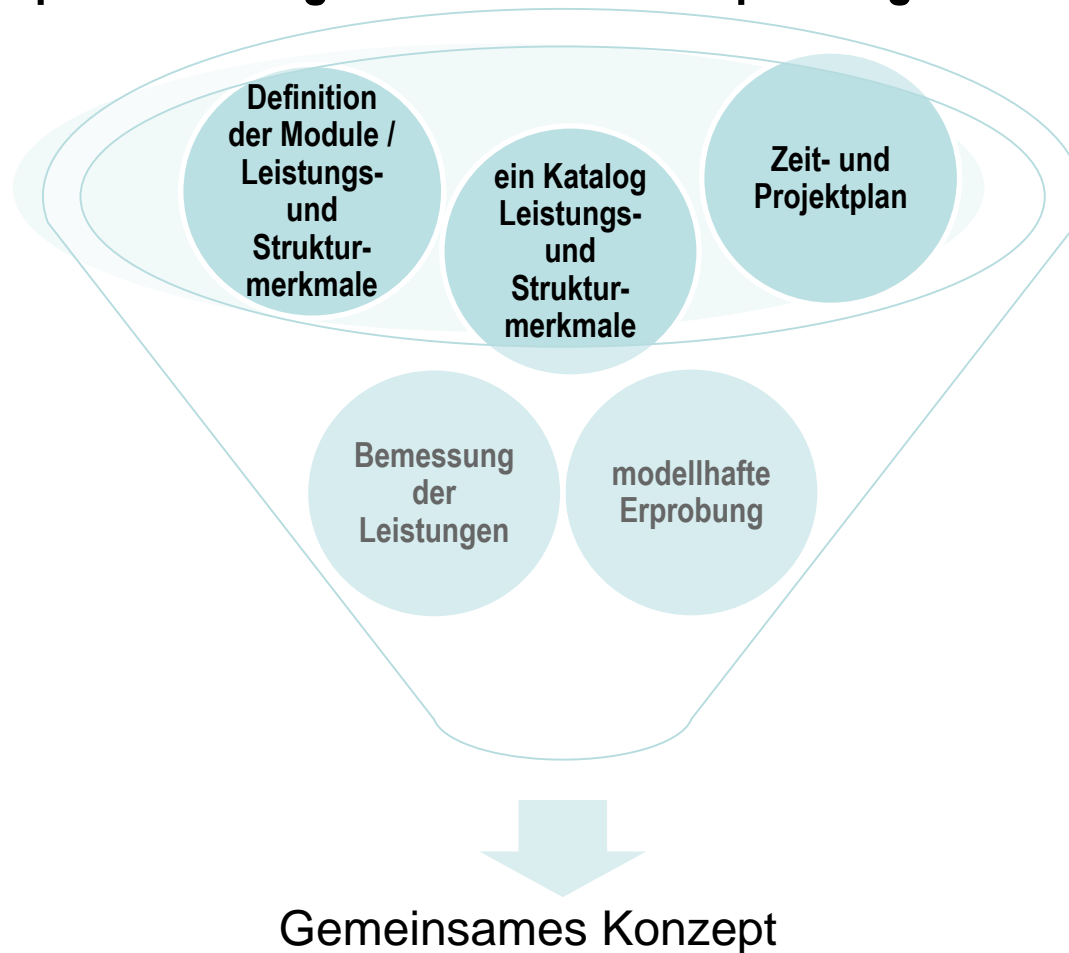 Definition
der Module /
Leistungs-
und
Struktur-
merkmale
ein Katalog
Leistungs-
und
Struktur-
merkmale
Zeit- und
Projektplan
Bemessung
der
Leistungen
modellhafte
Erprobung
Gemeinsames Konzept